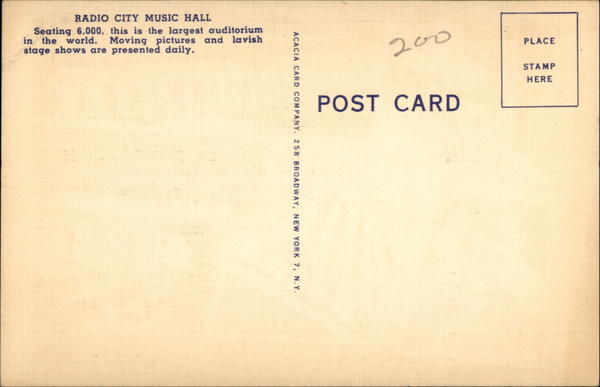 RADIO CITY MUSIC HALL
Seating 6,000, this is the largest auditorium
in the world. Moving pictures and lavish
stage shows are presented daily.
ACACIA CARD COMPANY. 258 BROADWAY, NEW YORK 7, N.Y.
200
POST CARD
PLACE
STAMP
HERE